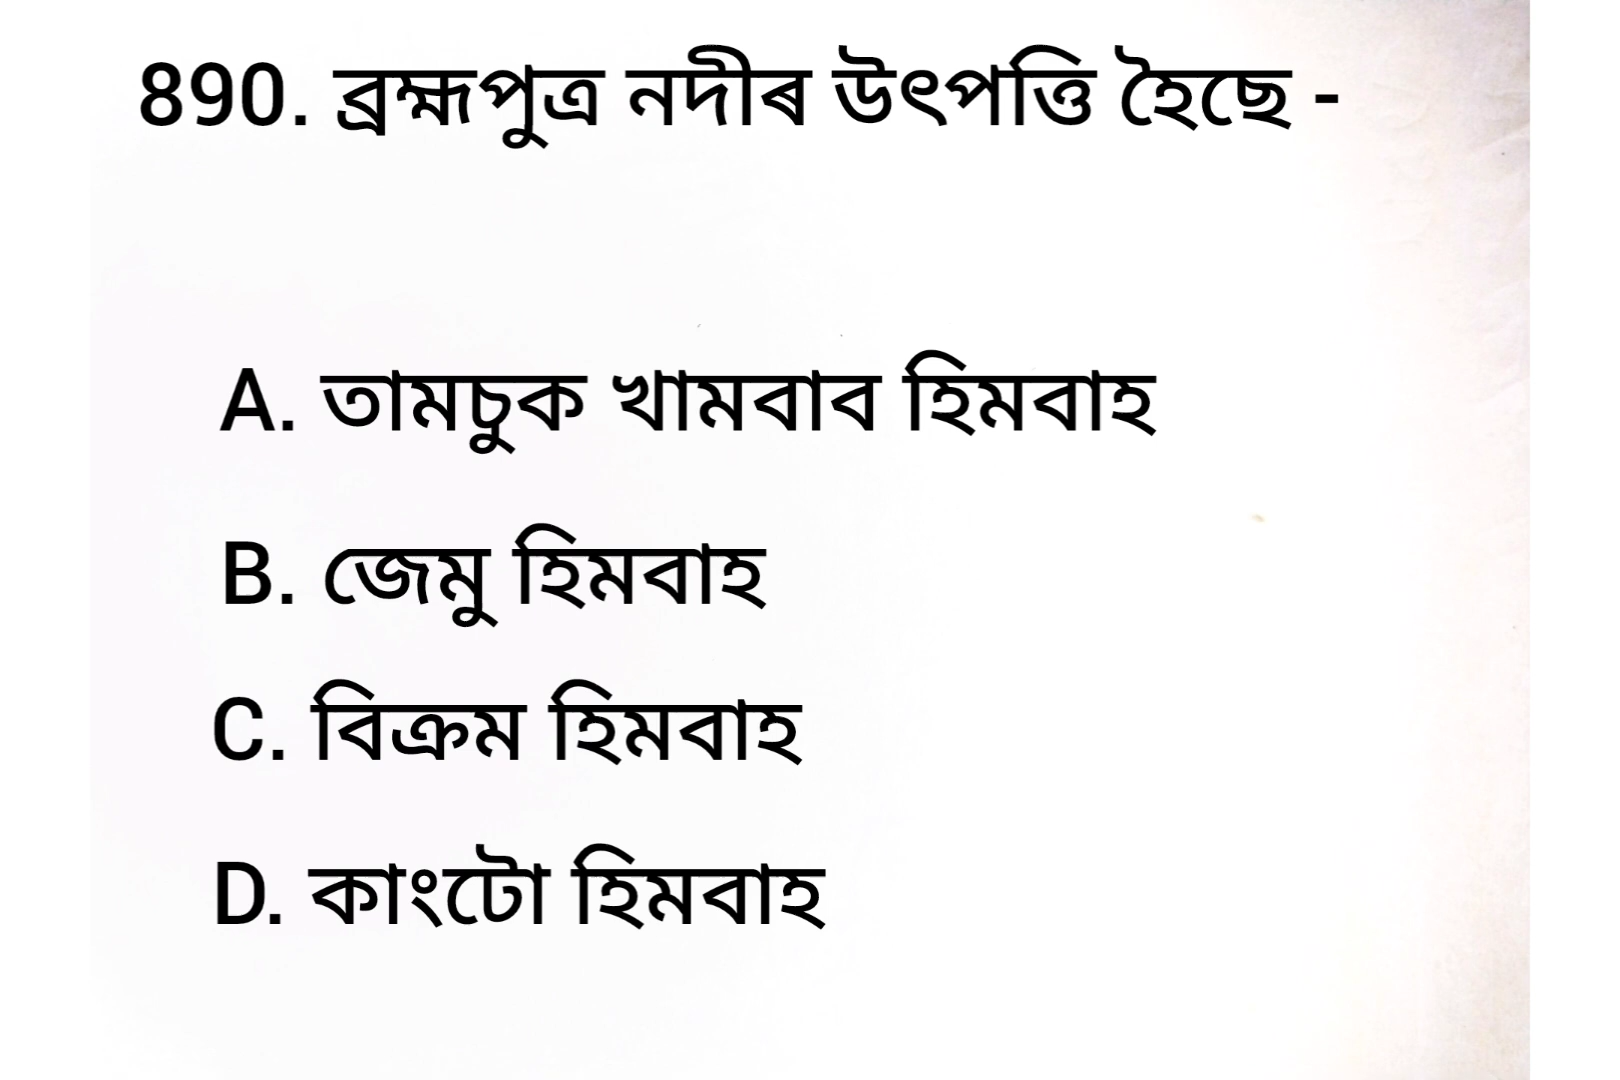 890. ব্ৰহ্মপুত্ৰ নদীৰ উৎপত্তি হৈছে -
A. তামচুক খামবাব হিমবাহ
B. জেমু হিমবাহ
C. বিক্ৰম হিমবাহ
D. কাংটো হিমবাহ